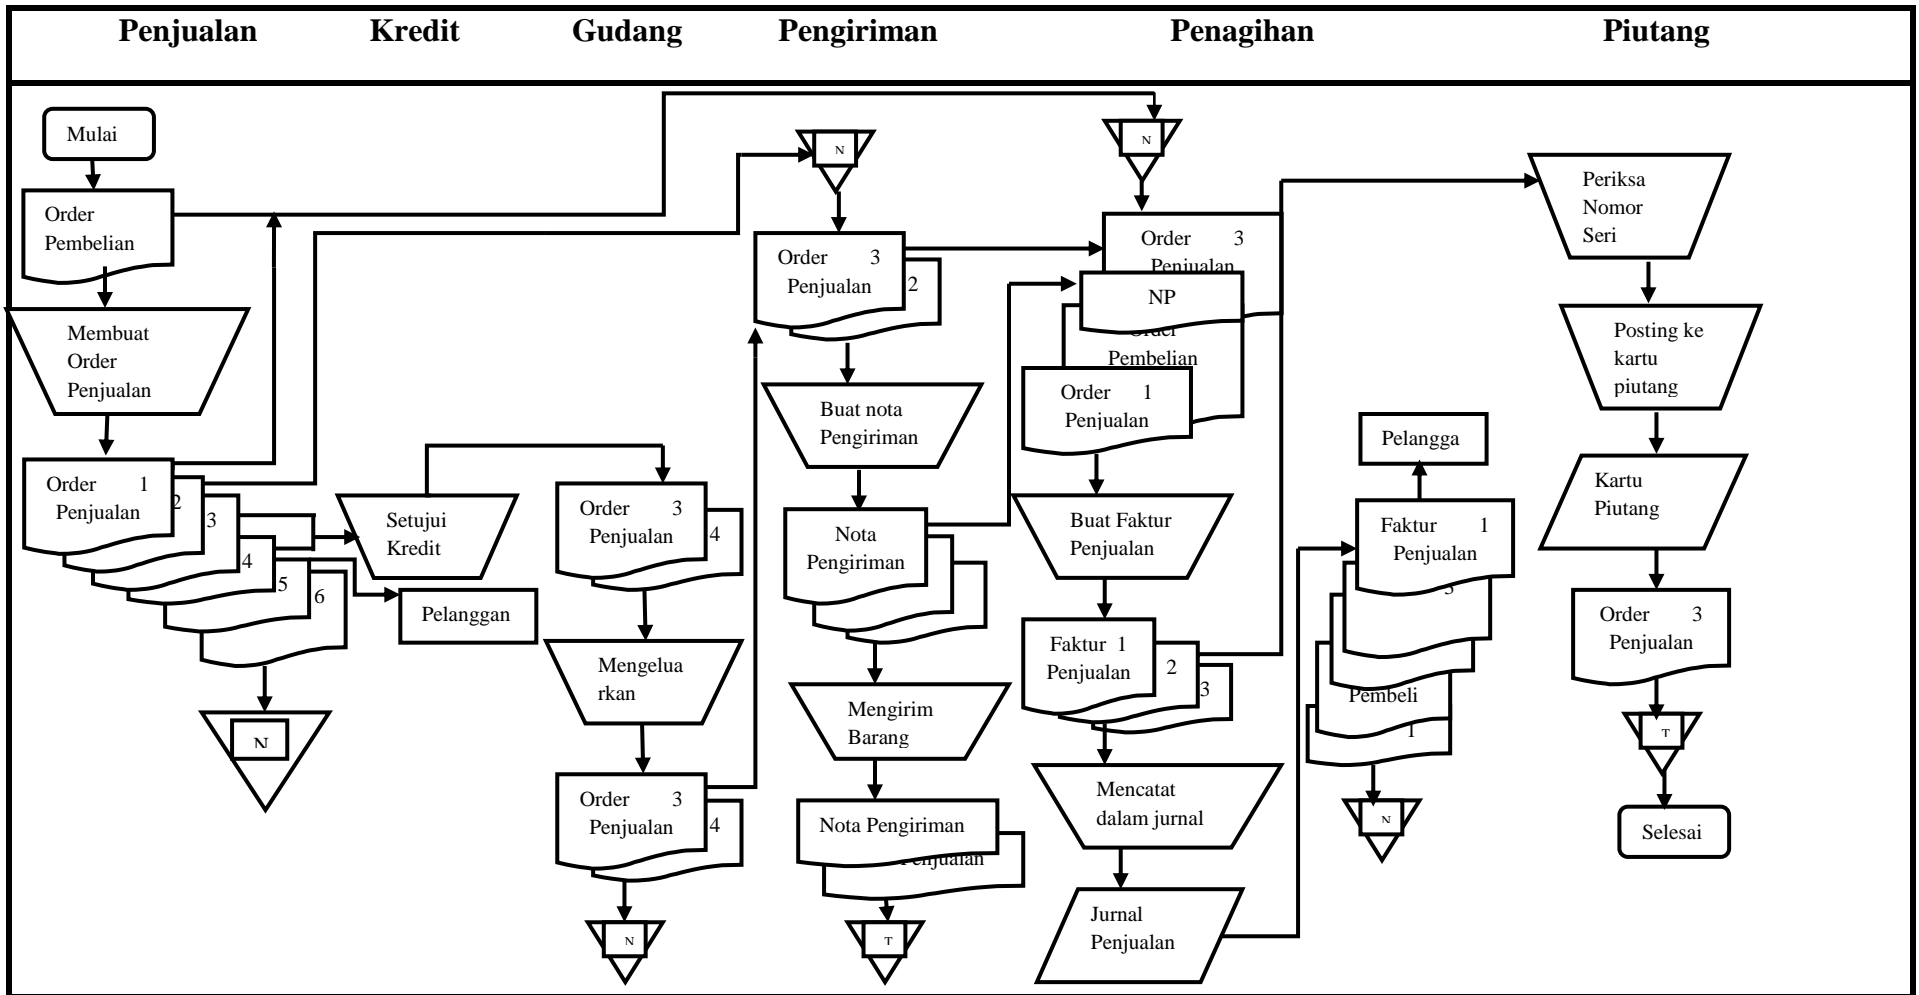 Penjualan Kredit Gudang Pengiriman Penagihan Piutang
Mulai
Order
Pembelian
Membuat
Order
Penjualan
Order 1
Penjualan
2
3
4
5
6
N
Setujui
Kredit
Pelanggan
Order 3
Penjualan
4
Mengelua
rkan
Order 3
Penjualan
4
N
N
Order 3
Penjualan
2
Buat nota
Pengiriman
Nota
Pengiriman
Mengirim
Barang
Nota Pengiriman
Penjualan
T
N
Order 3
Penjualan
NP
Order
Pembelian
Order 1
Penjualan
Buat Faktur
Penjualan
Faktur 1
Penjualan
2
3
Mencatat
dalam jurnal
Jurnal
Penjualan
Pelangga
Faktur 1
Penjualan
3
Pembeli
1
N
Periksa
Nomor
Seri
Posting ke
kartu
piutang
Kartu
Piutang
Order 3
Penjualan
T
Selesai